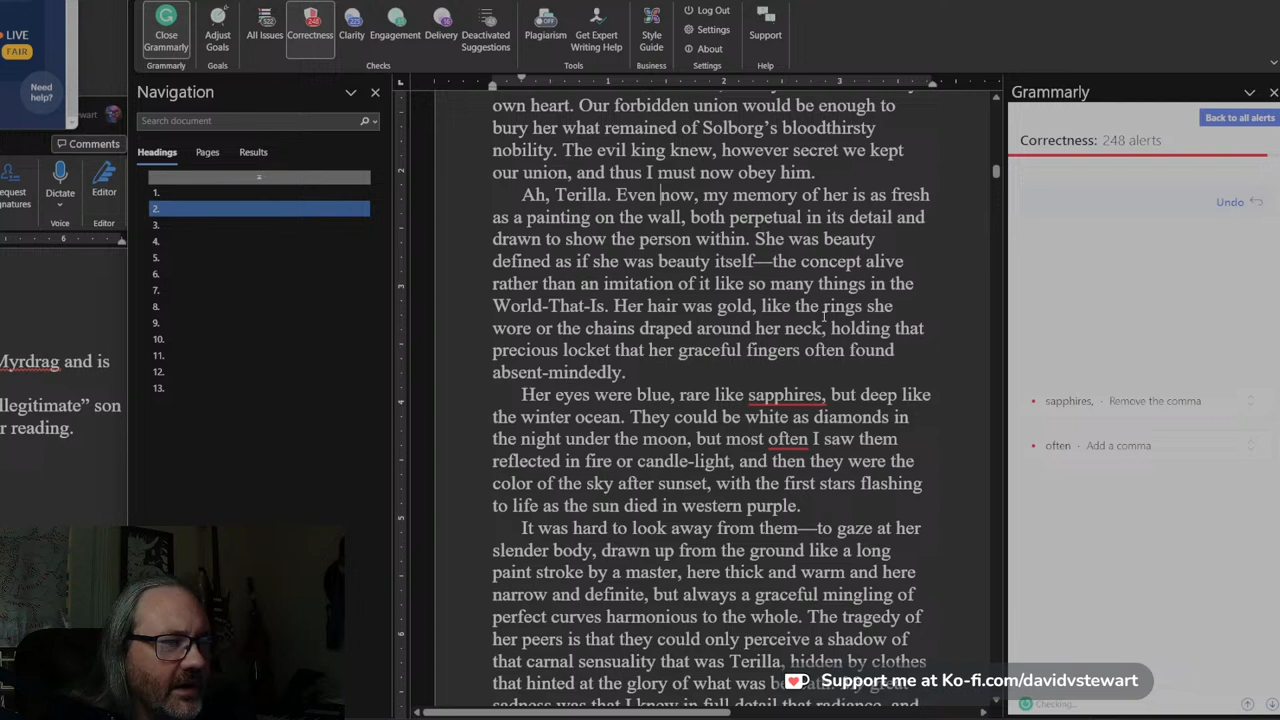 LIVE
FAIR
Need
help?
Close
Grammarly
Adjust
Goals
522
All Issues
248
Correctness
225
Clarity
Engagement
Delivery
Deactivated
Suggestions
OFF
Plagiarism
Get Expert
Writing Help
Style
Guide
Log Out
Settings
About
Support
Grammarly
Goals
Checks
Tools
Business
Settings
Help
Navigation
Search document
Headings Pages Results
1.
2.
3.
4.
5.
6.
7.
8.
9.
10.
11.
12.
13.
Comments
Dictate
Editor
Voice
Editor
Myrdrag and is
llegitimate” son
r reading.
own heart. Our forbidden union would be enough to
bury her what remained of Solborg’s bloodthirsty
nobility. The evil king knew, however secret we kept
our union, and thus I must now obey him.
Ah, Terilla. Even now, my memory of her is as fresh
as a painting on the wall, both perpetual in its detail and
drawn to show the person within. She was beauty
defined as if she was beauty itself—the concept alive
rather than an imitation of it like so many things in the
World-That-Is. Her hair was gold, like the rings she
wore or the chains draped around her neck, holding that
precious locket that her graceful fingers often found
absent-mindedly.
Her eyes were blue, rare like sapphires, but deep like
the winter ocean. They could be white as diamonds in
the night under the moon, but most often I saw them
reflected in fire or candle-light, and then they were the
color of the sky after sunset, with the first stars flashing
to life as the sun died in western purple.
It was hard to look away from them—to gaze at her
slender body, drawn up from the ground like a long
paint stroke by a master, here thick and warm and here
narrow and definite, but always a graceful mingling of
perfect curves harmonious to the whole. The tragedy of
her peers is that they could only perceive a shadow of
that carnal sensuality that was Terilla, hidden by clothes
that hinted at the glory of what was
Grammarly
Back to all alerts
Correctness: 248 alerts
Undo
sapphires, · Remove the comma
often · Add a comma
Support me at Ko-fi.com/davidvstewart
Checking...